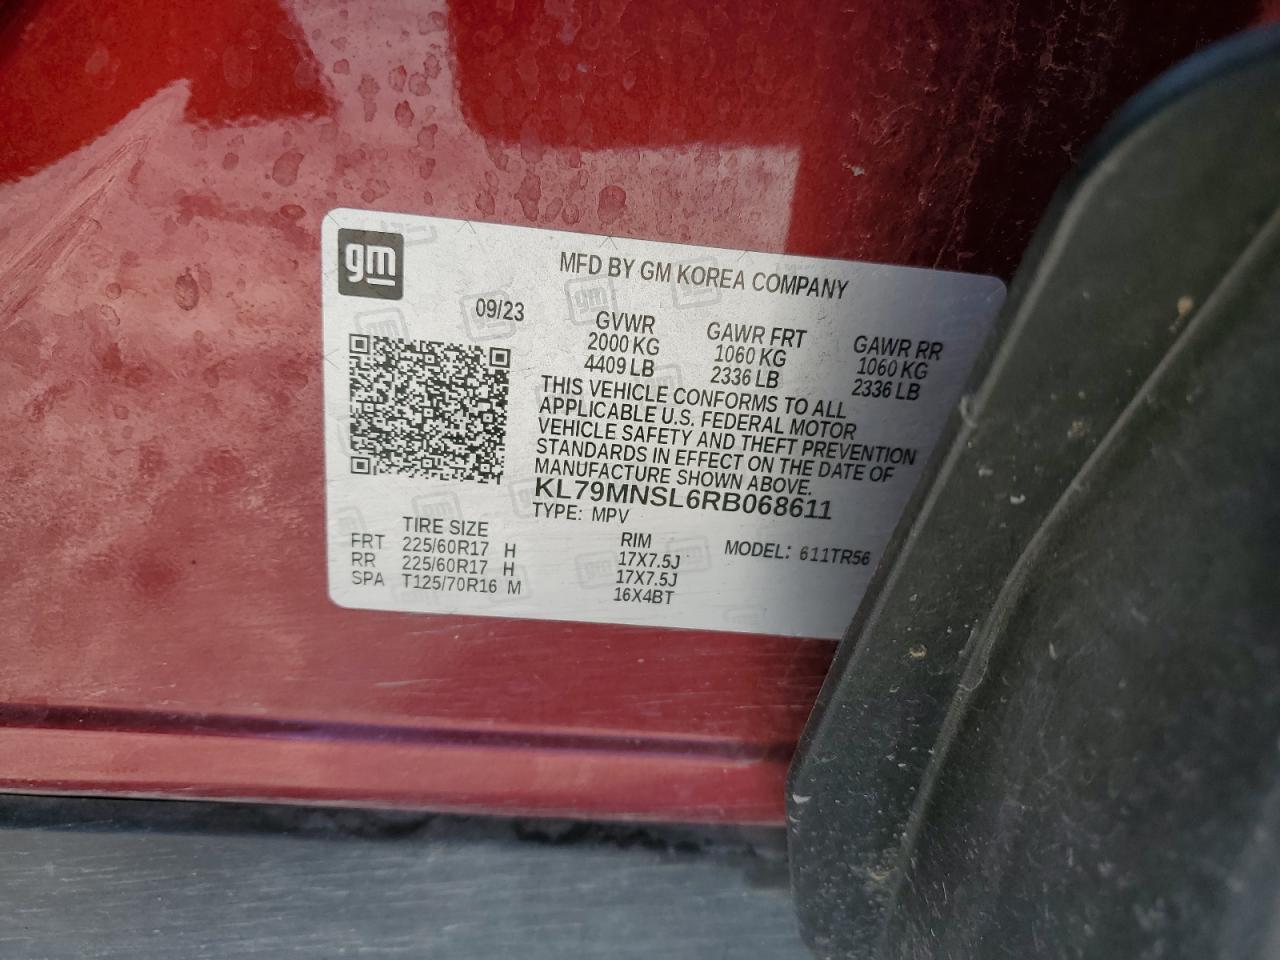 gm
MFD BY GM KOREA COMPANY
09/23
GVWR
2000 KG
4409 LB
GAWR FRT
1060 KG
2336 LB
GAWR RR
1060 KG
2336 LB
THIS VEHICLE CONFORMS TO ALL
APPLICABLE U.S. FEDERAL MOTOR
VEHICLE SAFETY AND THEFT PREVENTION
STANDARDS IN EFFECT ON THE DATE OF
MANUFACTURE SHOWN ABOVE.
KL79MNSL6RB068611
TYPE: MPV
TIRE SIZE RIM MODEL: 611TR56
FRT 225/60R17 H 17X7.5J
RR 225/60R17 H 17X7.5J
SPA T125/70R16 M 16X4BT